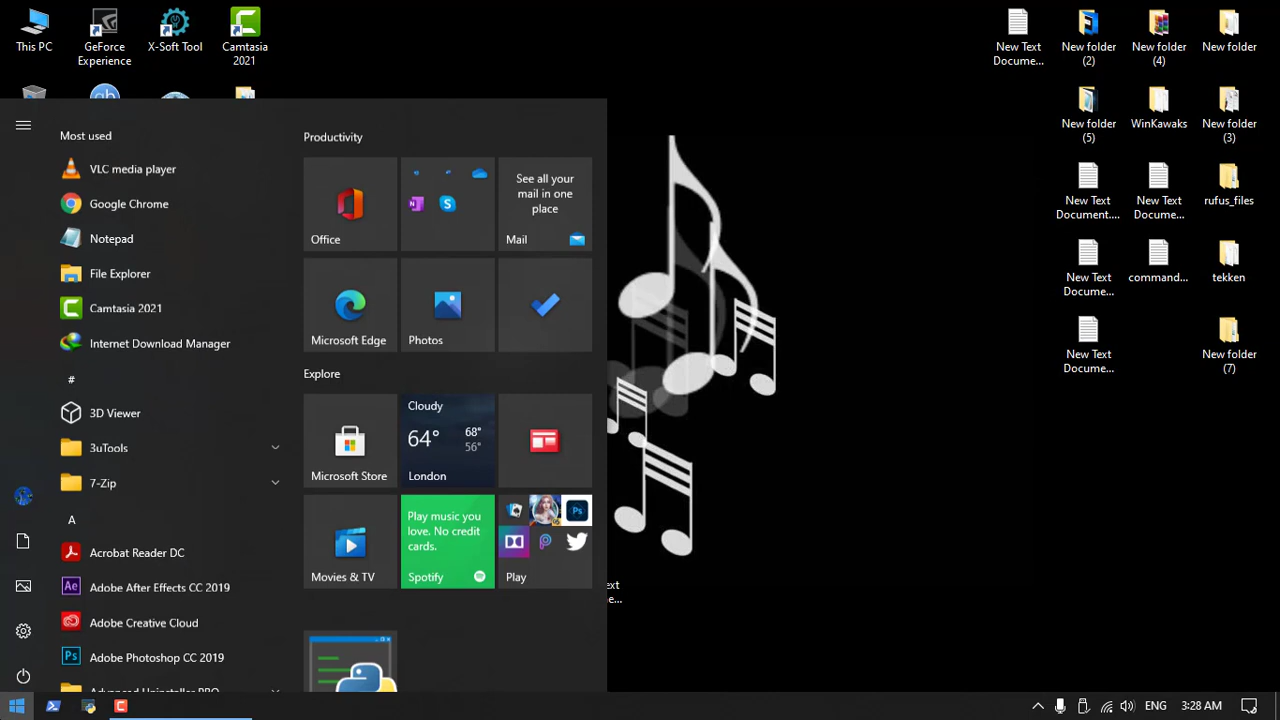 This PC
GeForce
Experience
X-Soft Tool
Camtasia
2021
New Text
Docume...
New folder
(2)
New folder
(4)
New folder
New folder
(5)
WinKawaks
New folder
(3)
New Text
Document....
New Text
Docume...
rufus_files
New Text
Docume...
command...
tekken
New Text
Docume...
New folder
(7)
Most used
VLC media player
Google Chrome
Notepad
File Explorer
Camtasia 2021
Internet Download Manager
#
3D Viewer
3uTools
7-Zip
A
Acrobat Reader DC
Adobe After Effects CC 2019
Adobe Creative Cloud
Adobe Photoshop CC 2019
Advanced Uninstaller PRO
Productivity
Office
See all your
mail in one
place
Mail
Microsoft Edge
Photos
Explore
Microsoft Store
Cloudy
64°
68°
56°
London
Movies & TV
Play music you
love. No credit
cards.
Spotify
Play
ENG
3:28 AM